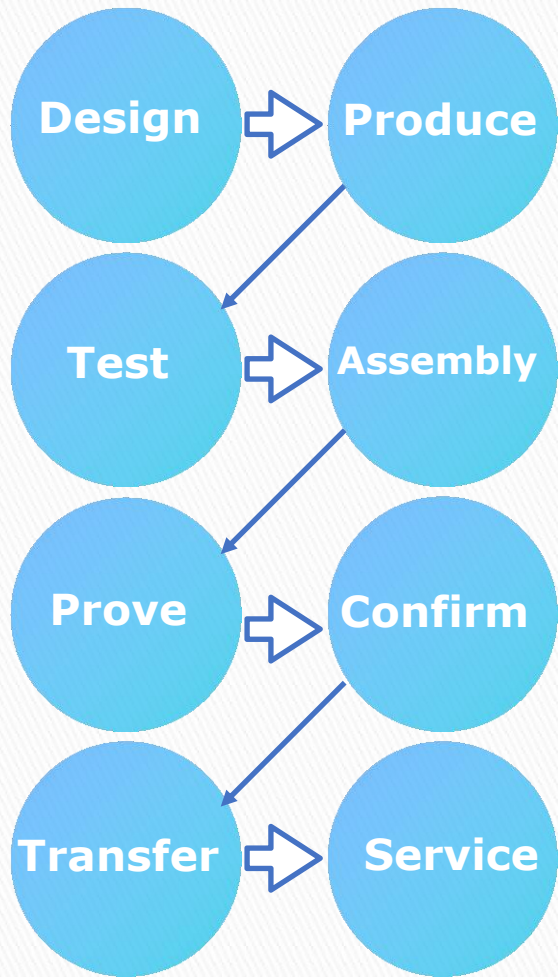 Design
Produce
Test
Assembly
Prove
Confirm
Transfer
Service